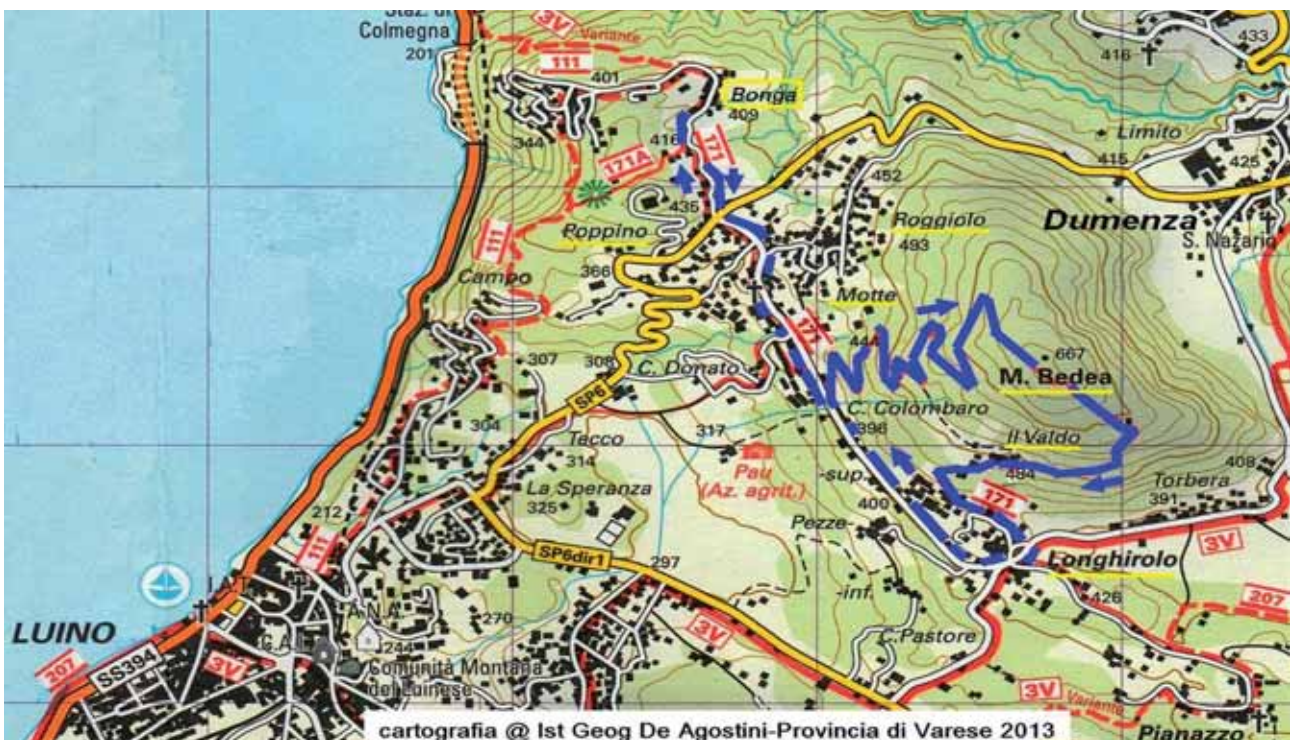 Staz. di
Colmegna
201
3V
Variante
111
401
Bonga
409
416
433
416
344
171A
171
Limito
415
425
435
452
Poppino
Roggiolo
493
Dumenza
S. Nazario
111
366
Campo
Motte
171
444
667
M. Bedea
307
308
C. Donato
SP6
304
C. Colombaro
396
Il Valdo
484
Tecco
314
317
Pau
(Az. agrit.)
-sup.
408
Torbera
391
La Speranza
325
400
171
212
Pezze-
3V
111
SP6dir1
297
Longhirolo
-inf.
426
I.A.T.
A.N.A.
270
207
LUINO
C.A.I.
244
3V
C. Pastore
Comunità Montana
del Luinese
207
SS394
3V
3V
Variante
Pianazzo
cartografia @ Ist Geog De Agostini-Provincia di Varese 2013